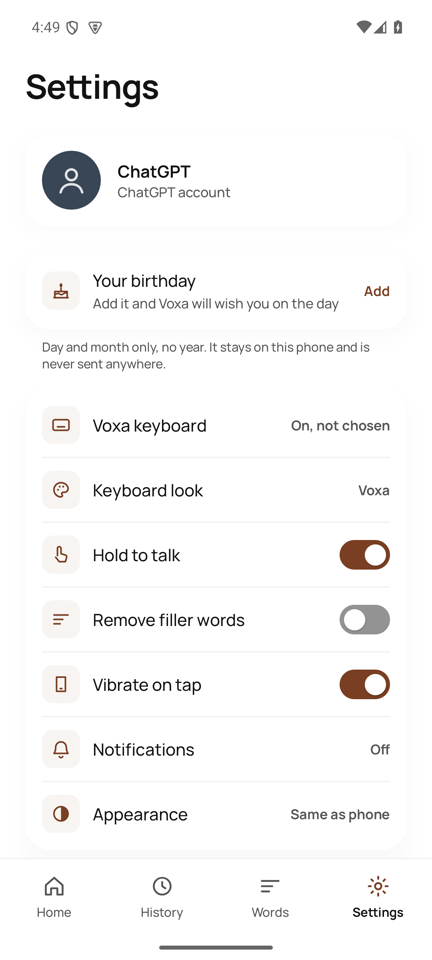 4:49
Settings
ChatGPT
ChatGPT account
Your birthday
Add it and Voxa will wish you on the day
Add
Day and month only, no year. It stays on this phone and is
never sent anywhere.
Voxa keyboard
On, not chosen
Keyboard look
Voxa
Hold to talk
Remove filler words
Vibrate on tap
Notifications
Off
Appearance
Same as phone
Home
History
Words
Settings